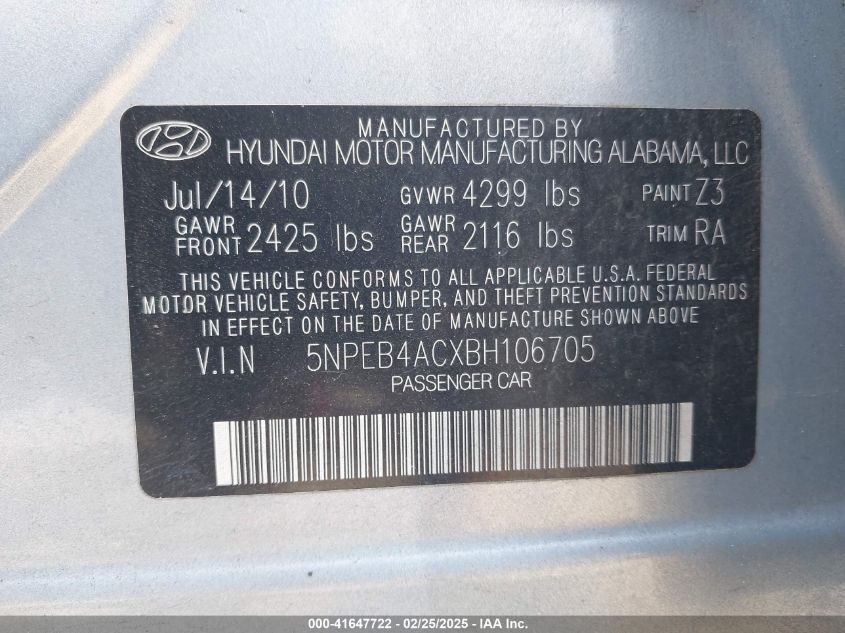 MANUFACTURED BY
HYUNDAI MOTOR MANUFACTURING ALABAMA, LLC
Jul/14/10 GVWR 4299 lbs PAINT Z3
GAWR FRONT 2425 lbs GAWR REAR 2116 lbs TRIM RA
THIS VEHICLE CONFORMS TO ALL APPLICABLE U.S.A. FEDERAL
MOTOR VEHICLE SAFETY, BUMPER, AND THEFT PREVENTION STANDARDS
IN EFFECT ON THE DATE OF MANUFACTURE SHOWN ABOVE.
V.I.N 5NPEB4ACXBH106705
PASSENGER CAR
000-41647722 - 02/25/2025 - IAA Inc.